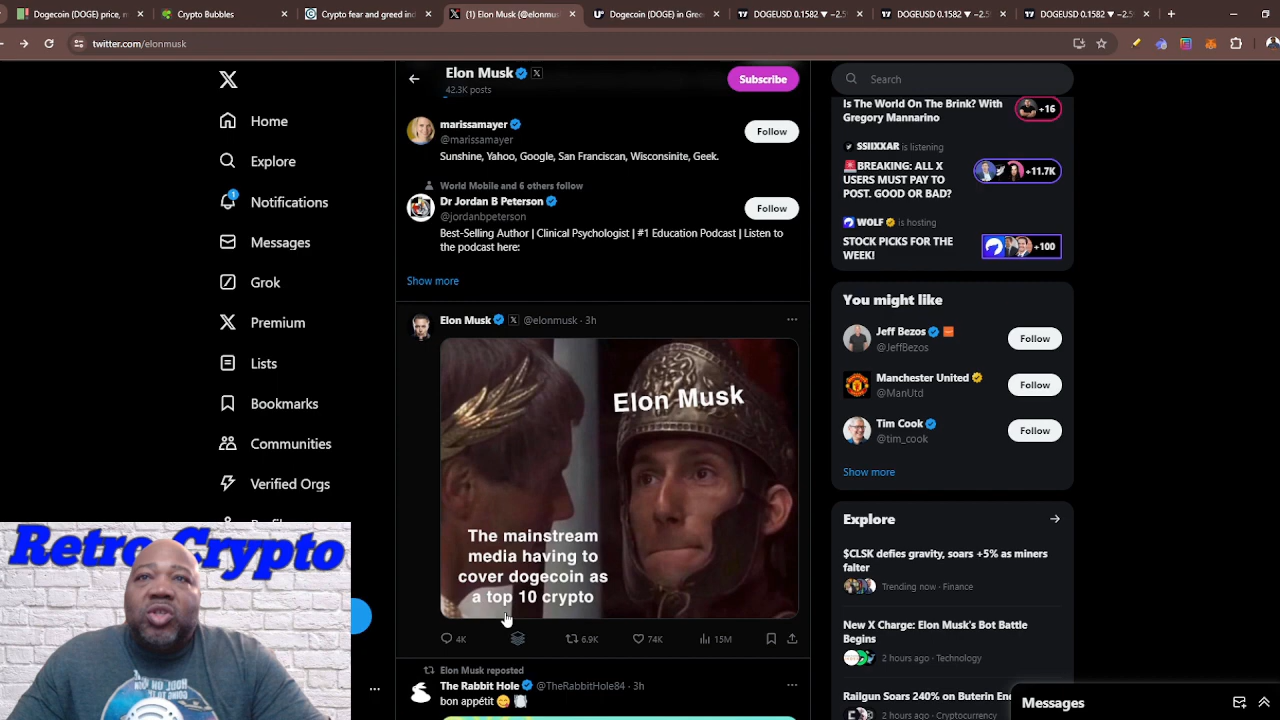 Dogecoin (DOGE) price, m
Crypto Bubbles
Crypto fear and greed ind
(1) Elon Musk (@elonmus
Dogecoin (DOGE) in Gree
DOGEUSD 0.1582 ▼ −2.5
DOGEUSD 0.1582 ▼ −2.5
DOGEUSD 0.1582 ▼ −2.5
twitter.com/elonmusk
Home
Explore
1
Notifications
Messages
Grok
Premium
Lists
Bookmarks
Communities
Verified Orgs
Retro Crypto
Elon Musk
42.3K posts
Subscribe
marissamayer
@marissamayer
Follow
Sunshine, Yahoo, Google, San Franciscan, Wisconsinite, Geek.
World Mobile and 6 others follow
Dr Jordan B Peterson
@jordanbpeterson
Follow
Best-Selling Author | Clinical Psychologist | #1 Education Podcast | Listen to
the podcast here:
Show more
Elon Musk @elonmusk · 3h
Elon Musk
The mainstream
media having to
cover dogecoin as
a top 10 crypto
4K
6.9K
74K
15M
Elon Musk reposted
The Rabbit Hole @TheRabbitHole84 · 3h
bon appétit 😋 🍽️
Search
Is The World On The Brink? With
Gregory Mannarino
+16
SSIIXXAR is listening
🚨BREAKING: ALL X
USERS MUST PAY TO
POST. GOOD OR BAD?
+11.7K
WOLF is hosting
STOCK PICKS FOR THE
WEEK!
+100
You might like
Jeff Bezos
@JeffBezos
Follow
Manchester United
@ManUtd
Follow
Tim Cook
@tim_cook
Follow
Show more
Explore
$CLSK defies gravity, soars +5% as miners
falter
Trending now · Finance
New X Charge: Elon Musk's Bot Battle
Begins
2 hours ago · Technology
Raiun Soars 240% on Buterin En
2 hours ago · Cryptocurrency
Messages